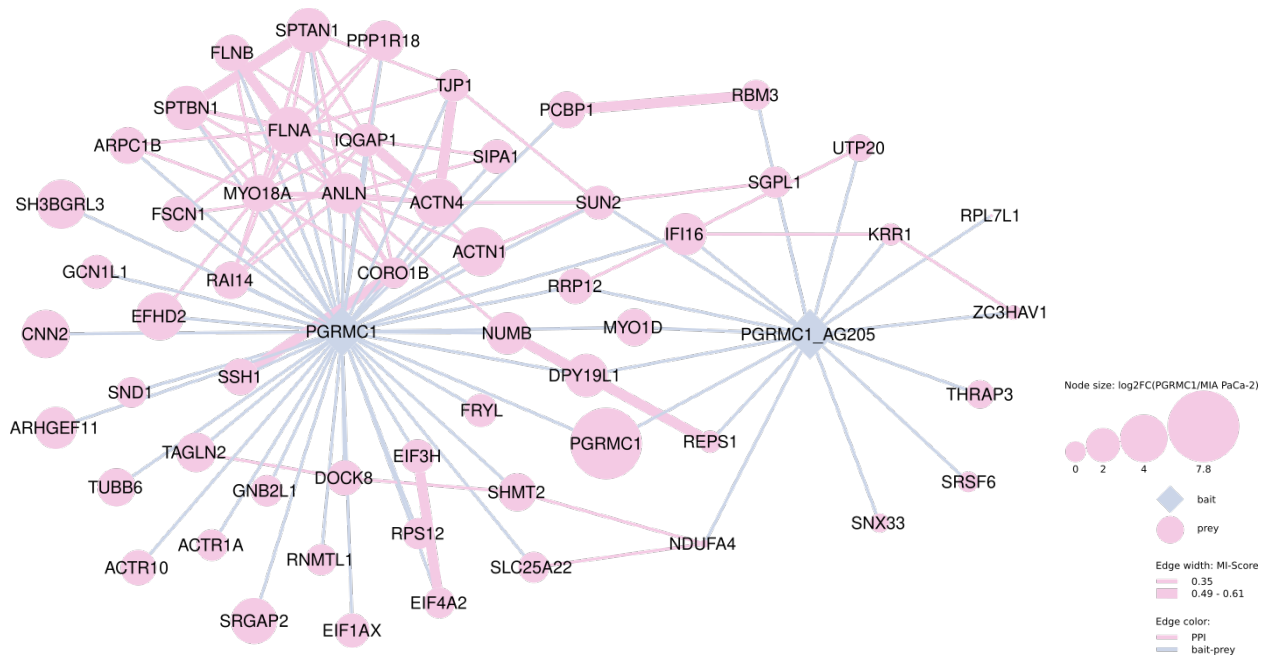 SPTAN1
FLNB
PPP1R18
TJP1
SPTBN1
PCBP1
RBM3
FLNA
IQGAP1
ARPC1B
SIPA1
UTP20
MYO18A
ANLN
ACTN4
SGPL1
SH3BGRL3
FSCN1
SUN2
RPL7L1
IFI16
KRR1
ACTN1
GCN1L1
RAI14
CORO1B
RRP12
EFHD2
ZC3HAV1
CNN2
PGRMC1
NUMB
MYO1D
PGRMC1_AG205
SSH1
DPY19L1
SND1
THRAP3
ARHGEF11
FRYL
PGRMC1
REPS1
TAGLN2
EIF3H
TUBB6
GNB2L1
DOCK8
SHMT2
SRSF6
SNX33
ACTR1A
RPS12
NDUFA4
ACTR10
RNMTL1
SLC25A22
EIF4A2
SRGAP2
EIF1AX
Node size: log2FC(PGRMC1/MIA PaCa-2)
0 2 4 7.8
bait
prey
Edge width: MI-Score
0.35
0.49 - 0.61
Edge color:
PPI
bait-prey